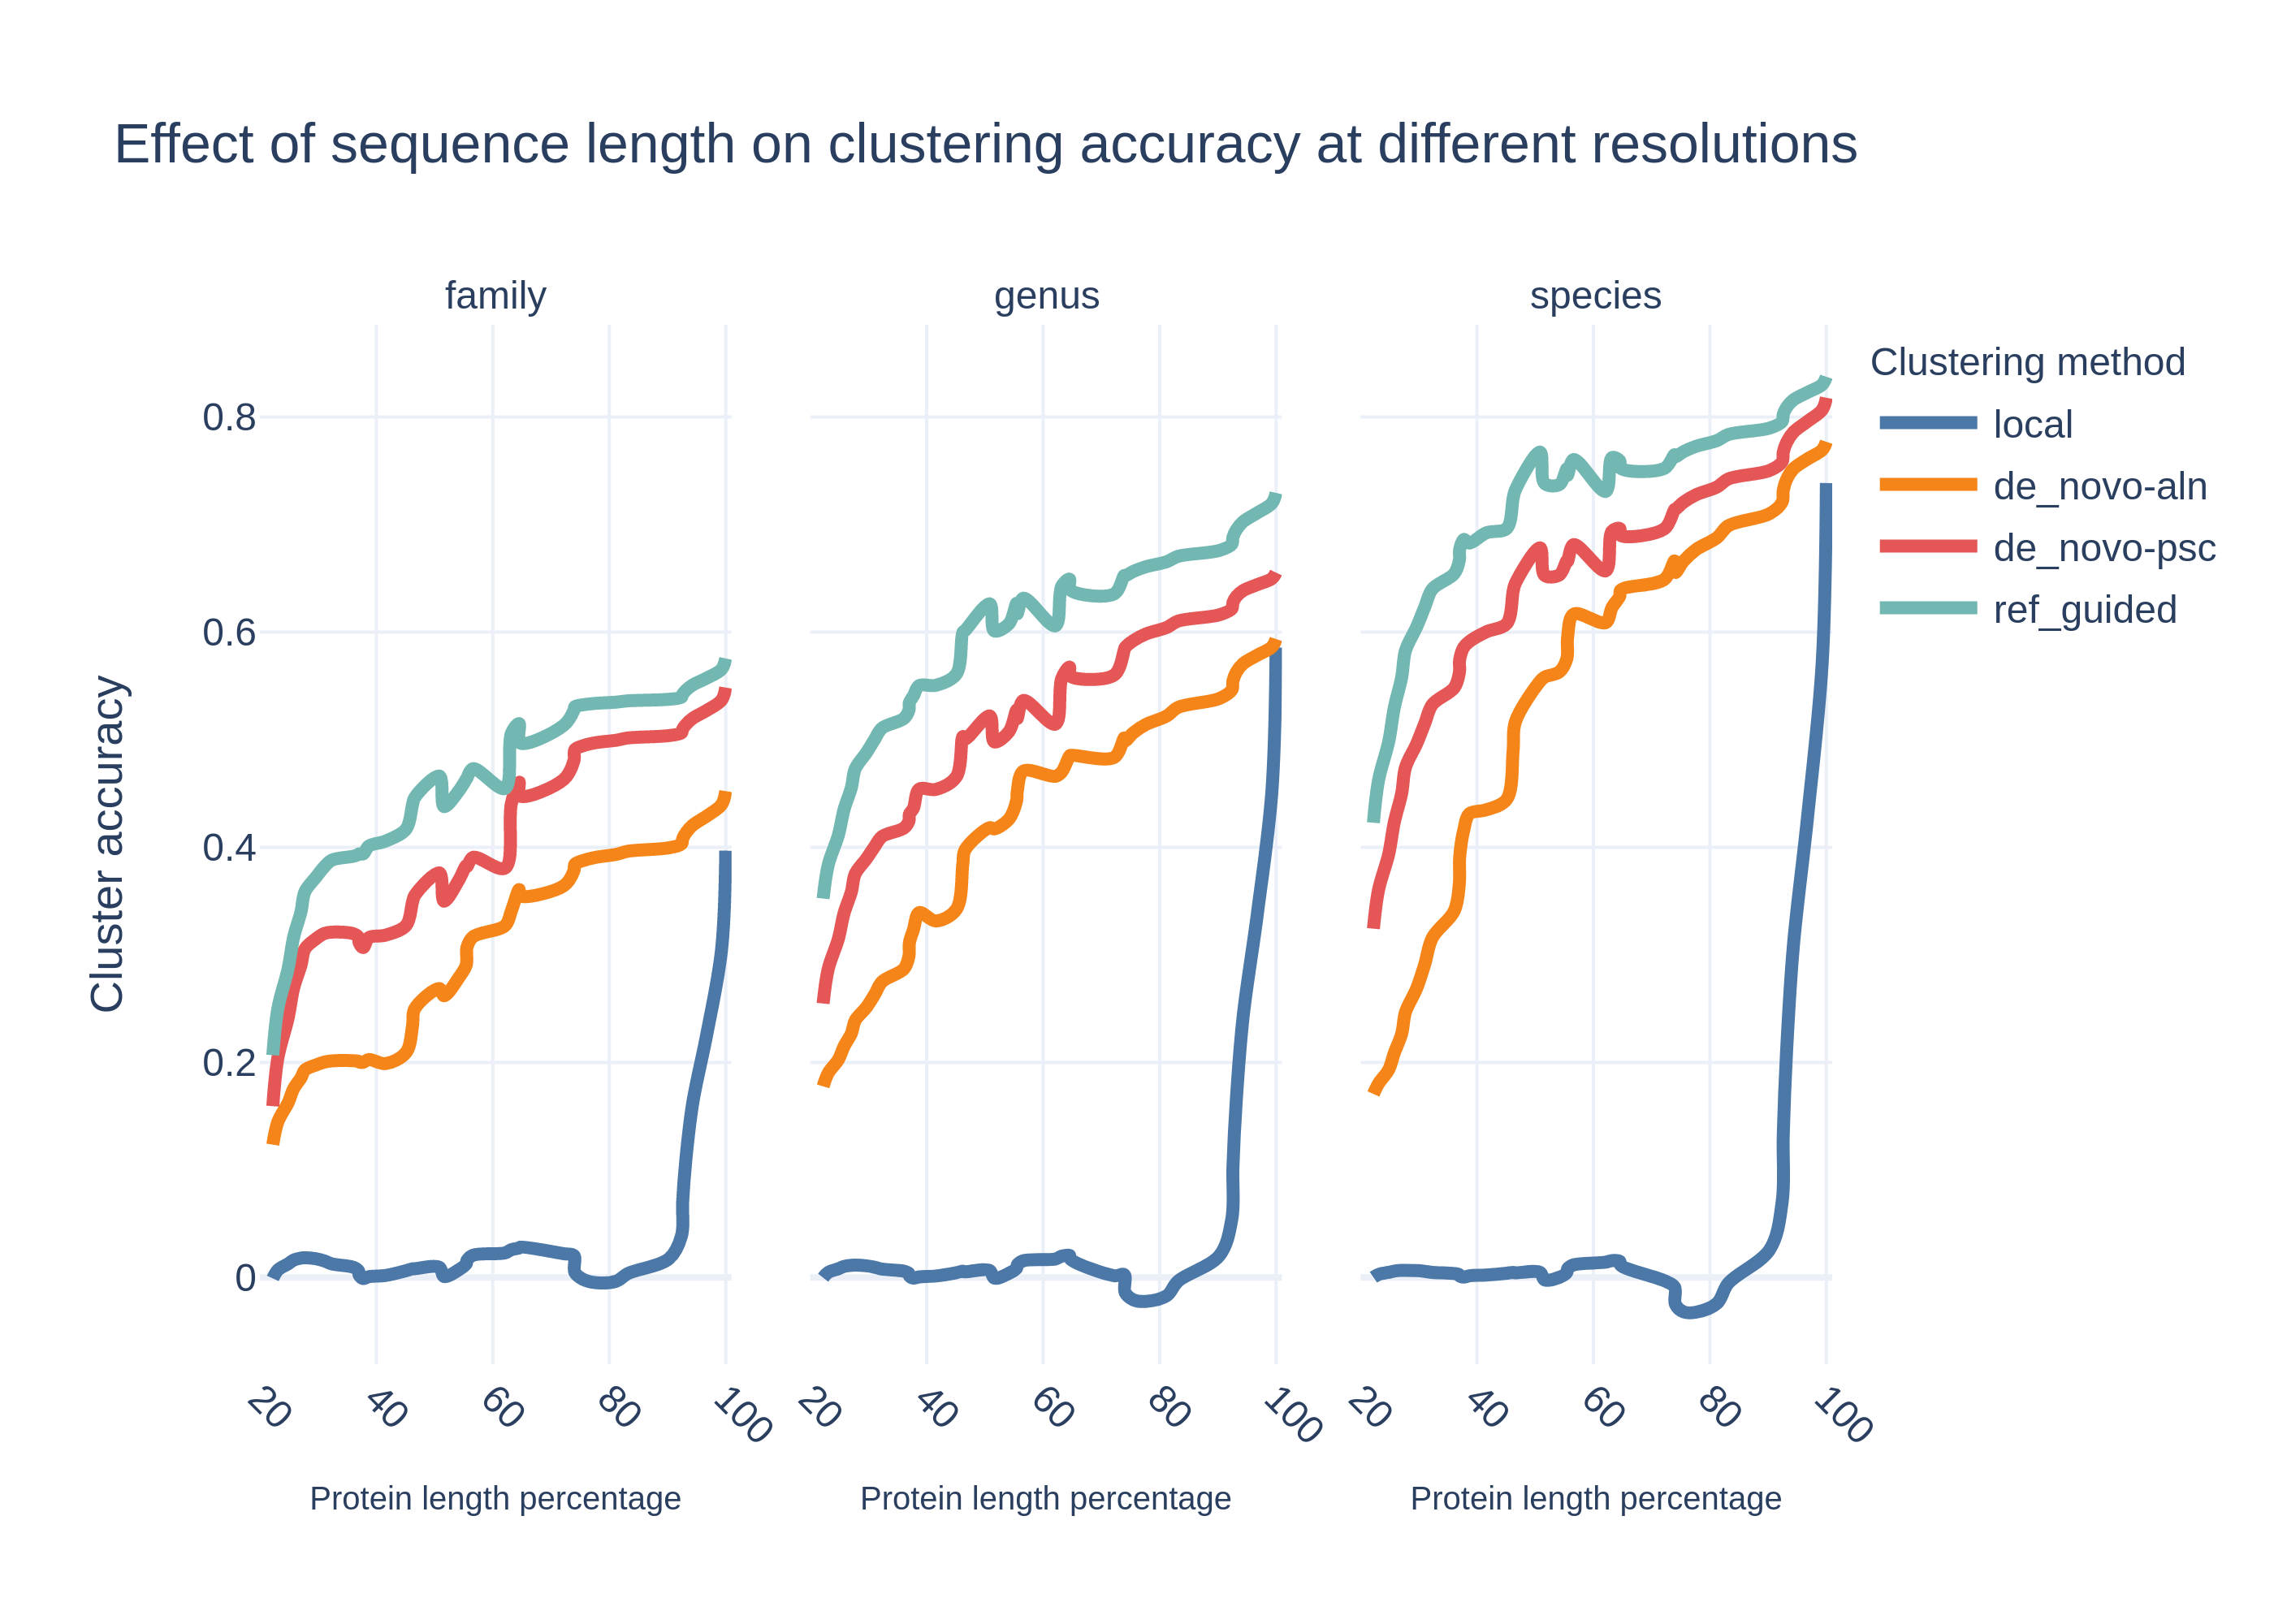 Effect of sequence length on clustering accuracy at different resolutions
family
genus
species
Clustering method
local
de_novo-aln
de_novo-psc
ref_guided
Cluster accuracy
0.8
0.6
0.4
0.2
0
20 40 60 80 100
20 40 60 80 100
20 40 60 80 100
Protein length percentage
Protein length percentage
Protein length percentage